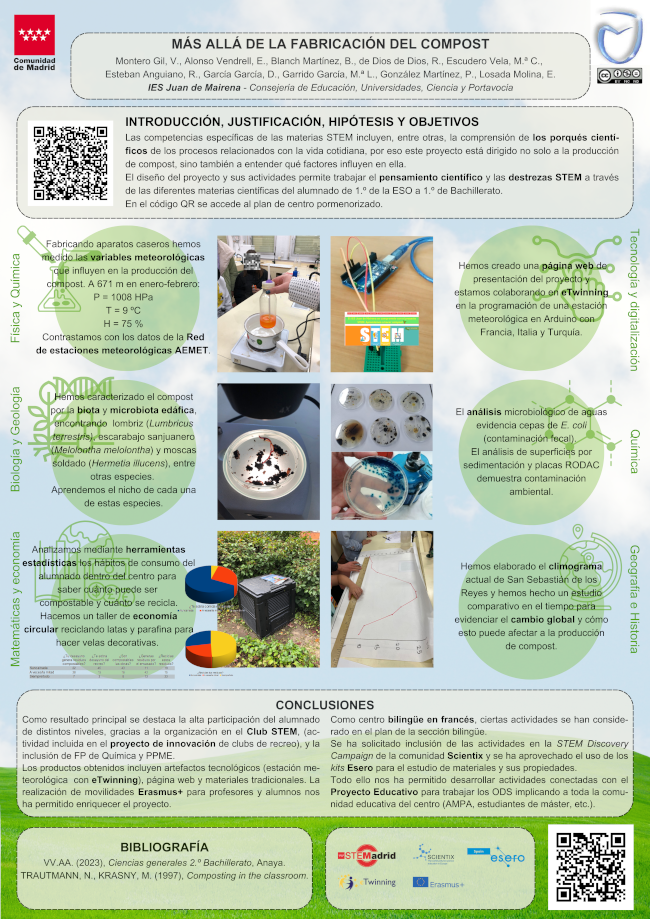 Comunidad
de Madrid
MÁS ALLÁ DE LA FABRICACIÓN DEL COMPOST
Montero Gil, V., Alonso Vendrell, E., Blanch Martínez, B., de Dios de Dios, R., Escudero Vela, M.ª C.,
Esteban Anguiano, R., García García, D., Garrido García, M.ª L., González Martínez, P., Losada Molina, E.
IES Juan de Mairena - Consejería de Educación, Universidades, Ciencia y Portavocia
INTRODUCCIÓN, JUSTIFICACIÓN, HIPÓTESIS Y OBJETIVOS
Las competencias específicas de las materias STEM incluyen, entre otras, la comprensión de los porqués cientí-
ficos de los procesos relacionados con la vida cotidiana, por eso este proyecto está dirigido no solo a la producción
de compost, sino también a entender qué factores influyen en ella.
El diseño del proyecto y sus actividades permite trabajar el pensamiento científico y las destrezas STEM a través
de las diferentes materias científicas del alumnado de 1.º de la ESO a 1.º de Bachillerato.
En el código QR se accede al plan de centro pormenorizado.
Física y Química
Fabricando aparatos caseros hemos
medido las variables meteorológicas
que influyen en la producción del
compost. A 671 m en enero-febrero:
P = 1008 HPa
T = 9 ºC
H = 75 %
Contrastamos con los datos de la Red
de estaciones meteorológicas AEMET.
STEM
Hemos creado una página web de
presentación del proyecto y
estamos colaborando en eTwinning
en la programación de una estación
meteorológica en Arduino con
Francia, Italia y Turquía.
Tecnología y digitalización
Biología y Geología
Hemos caracterizado el compost
por la biota y microbiota edáfica,
encontrando lombriz (Lumbricus
terrestris), escarabajo sanjuanero
(Melolontha melolontha) y moscas
soldado (Hermetia illucens), entre
otras especies.
Aprendemos el nicho de cada una
de estas especies.
El análisis microbiológico de aguas
evidencia cepas de E. coli
(contaminación fecal).
El análisis de superficies por
sedimentación y placas RODAC
demuestra contaminación
ambiental.
Química
Matemáticas y economía
Analizamos mediante herramientas
estadísticas los hábitos de consumo del
alumnado dentro del centro para
saber cuánto puede ser
compostable y cuánto se recicla.
Hacemos un taller de economía
circular reciclando latas y parafina para
hacer velas decorativas.
Hemos elaborado el climograma
actual de San Sebastián de los
Reyes y hemos hecho un estudio
comparativo en el tiempo para
evidenciar el cambio global y cómo
esto puede afectar a la producción
de compost.
Geografía e Historia
CONCLUSIONES
Como resultado principal se destaca la alta participación del alumnado
de distintos niveles, gracias a la organización en el Club STEM, (ac-
tividad incluida en el proyecto de innovación de clubs de recreo), y la
inclusión de FP de Química y PPME.
Los productos obtenidos incluyen artefactos tecnológicos (estación me-
teorológica con eTwinning), página web y materiales tradicionales. La
realización de movilidades Erasmus+ para profesores y alumnos nos
ha permitido enriquecer el proyecto.
Como centro bilingüe en francés, ciertas actividades se han conside-
rado en el plan de la sección bilingüe.
Se ha solicitado inclusión de las actividades en la STEM Discovery
Campaign de la comunidad Scientix y se ha aprovechado el uso de los
kits Esero para el estudio de materiales y sus propiedades.
Todo ello nos ha permitido desarrollar actividades conectadas con el
Proyecto Educativo para trabajar los ODS implicando a toda la comu-
nidad educativa del centro (AMPA, estudiantes de máster, etc.).
BIBLIOGRAFÍA
VV.AA. (2023), Ciencias generales 2.º Bachillerato, Anaya.
TRAUTMANN, N., KRASNY, M. (1997), Composting in the classroom.
STEMadrid
SCIENTIX
España
esero
Twinning
Erasmus+